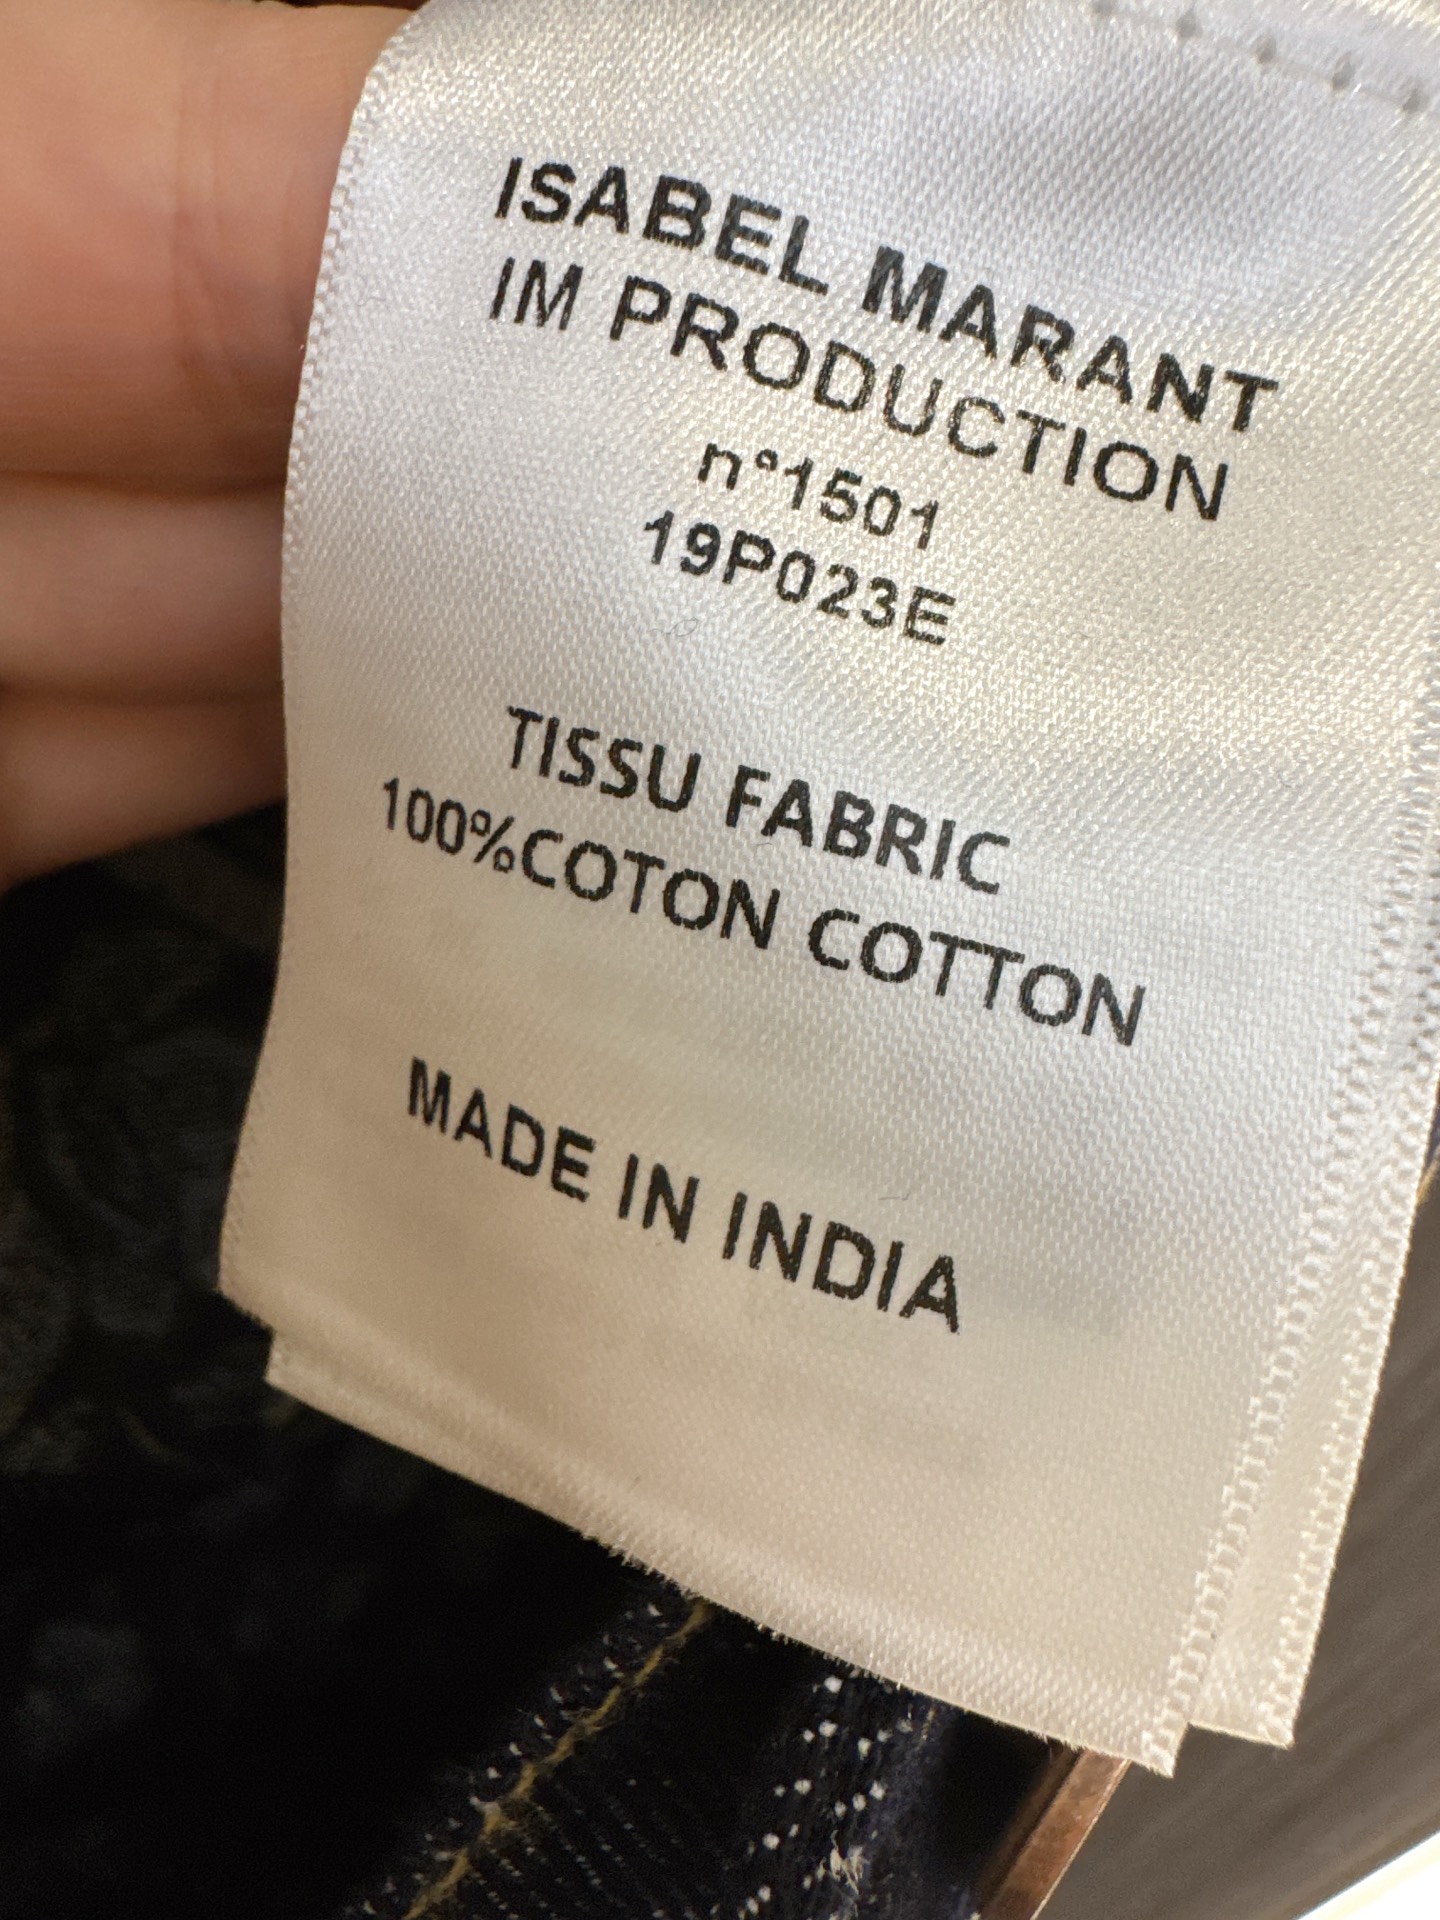 ISABEL MARANT
IM PRODUCTION
n°1501
19P023E
TISSU FABRIC
100%COTON COTTON
MADE IN INDIA